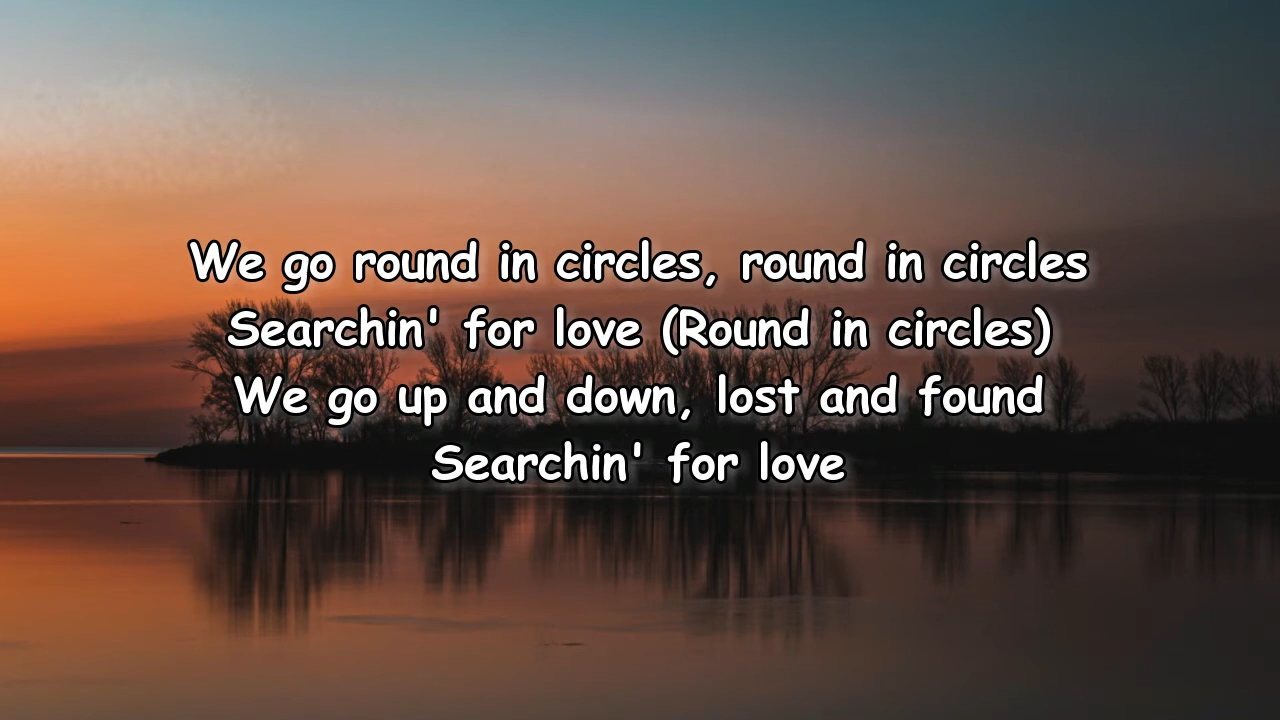 We go round in circles, round in circles
Searchin' for love (Round in circles)
We go up and down, lost and found
Searchin' for love